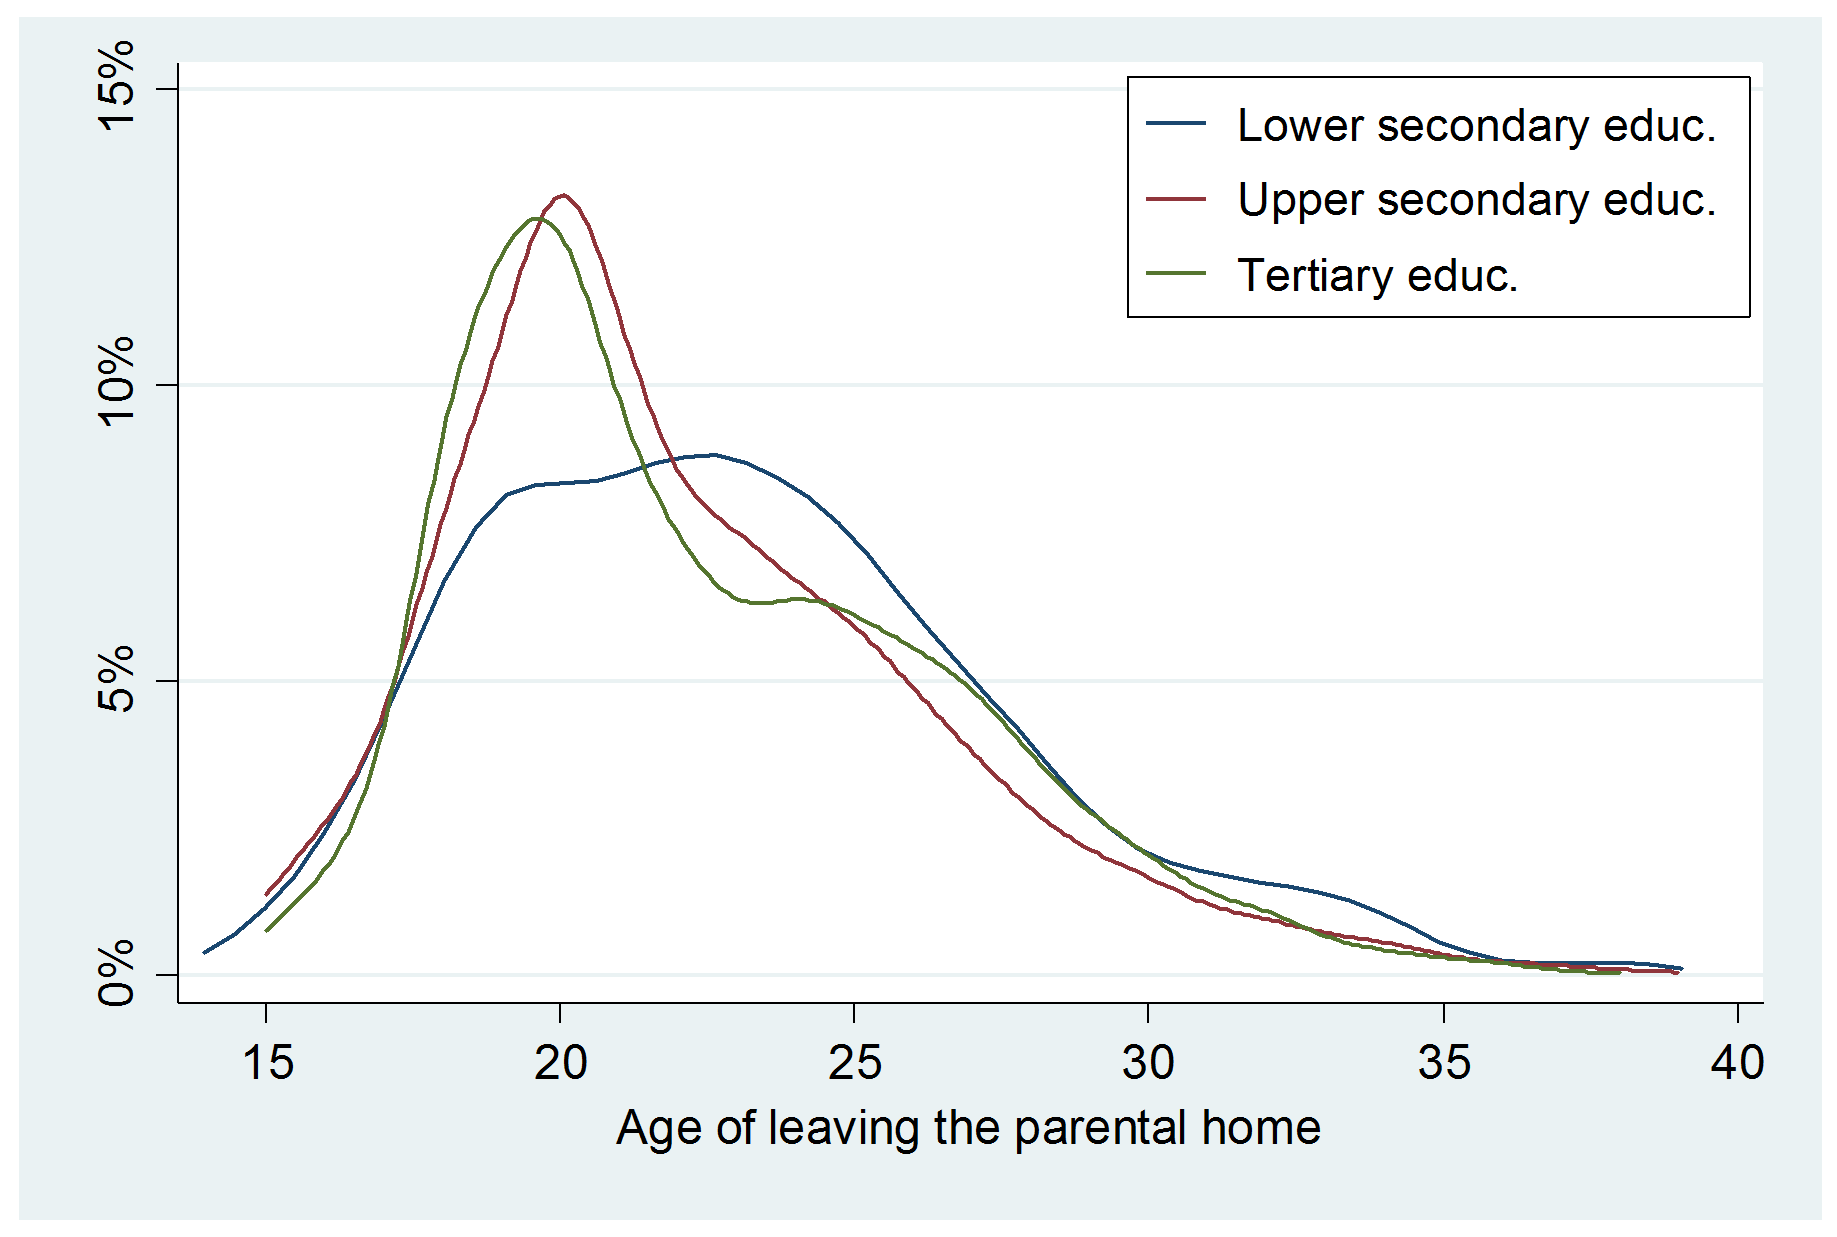 15%
10%
5%
0%
Lower secondary educ.
Upper secondary educ.
Tertiary educ.
15 20 25 30 35 40
Age of leaving the parental home